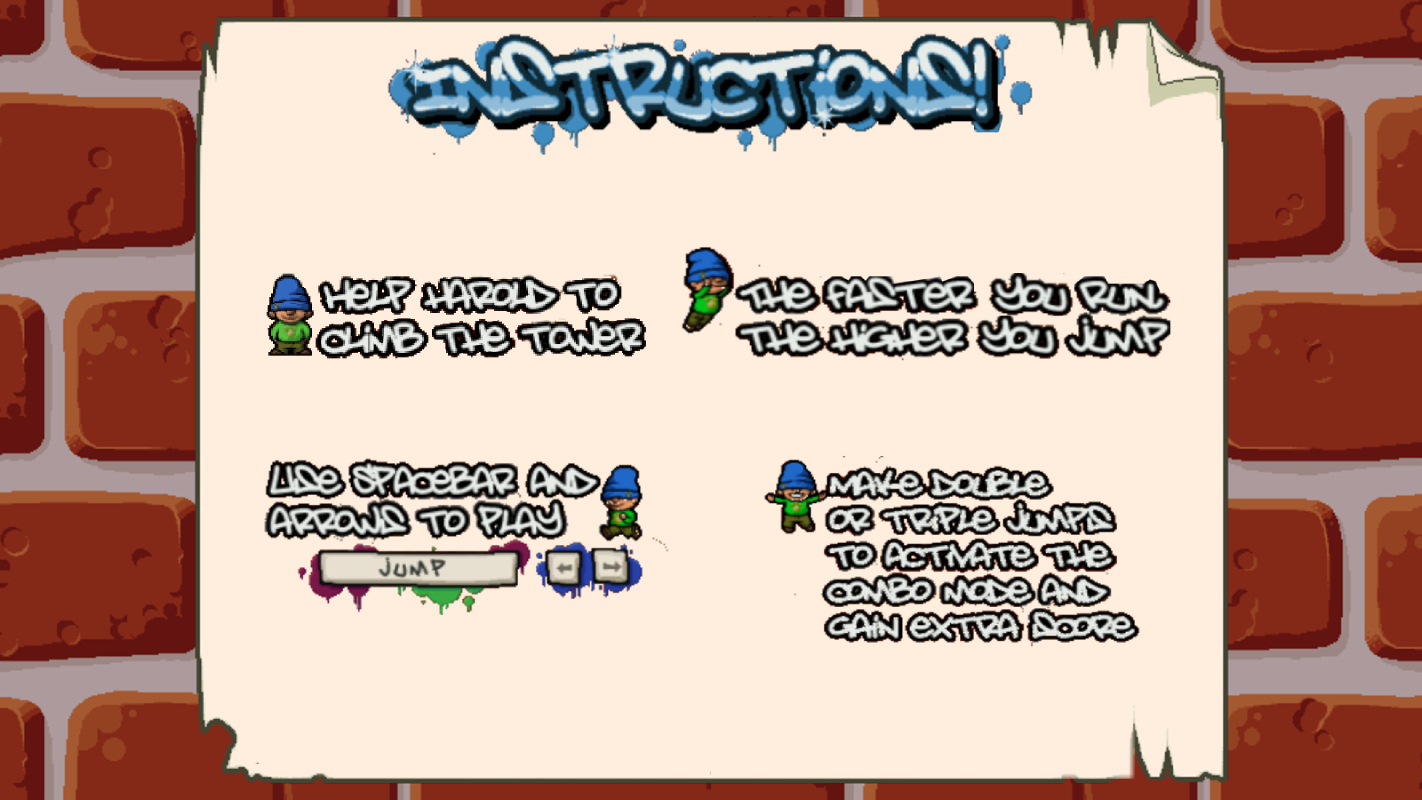 INSTRUCTIONS!
HELP HAROLD TO
CLIMB THE TOWER
THE FASTER YOU RUN,
THE HIGHER YOU JUMP
USE SPACEBAR AND
ARROWS TO PLAY
JUMP
← →
MAKE DOUBLE
OR TRIPLE JUMPS
TO ACTIVATE THE
COMBO MODE AND
GAIN EXTRA SCORE